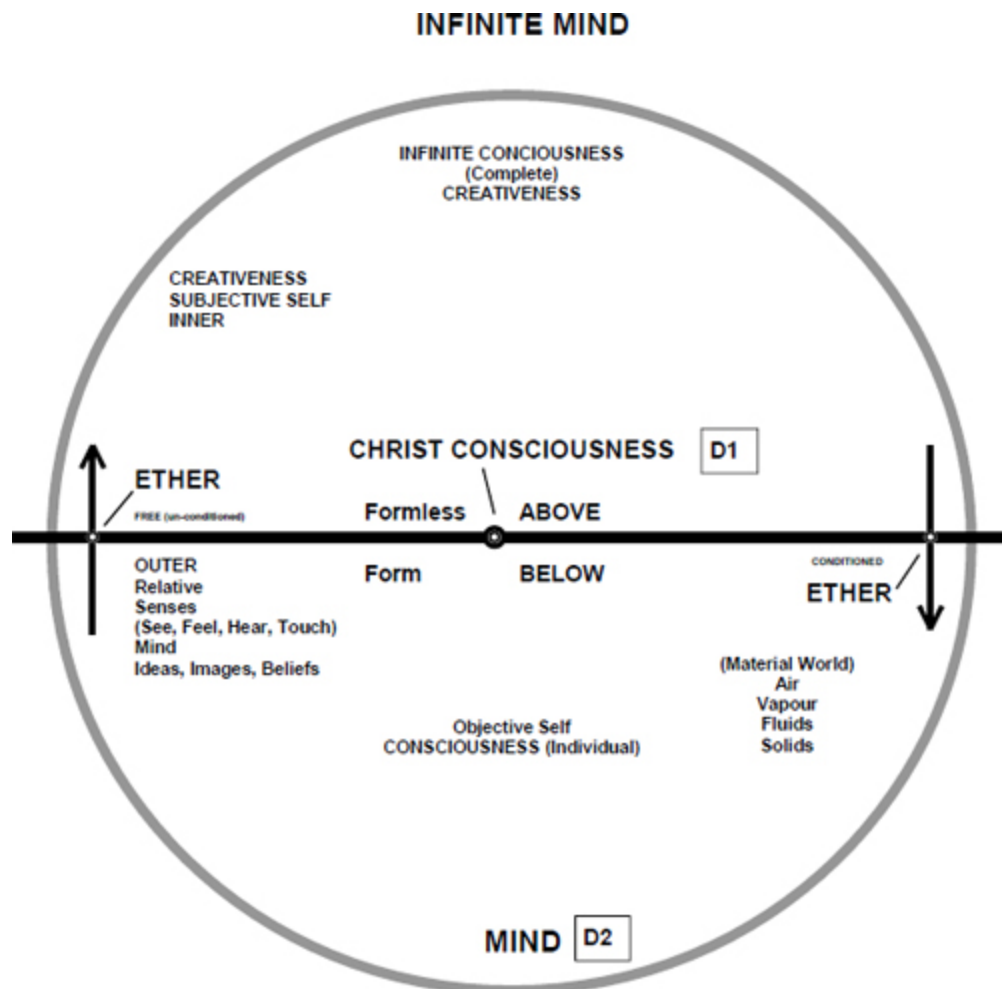 INFINITE MIND
INFINITE CONCIOUSNESS
(Complete)
CREATIVENESS
CREATIVENESS
SUBJECTIVE SELF
INNER
CHRIST CONSCIOUSNESS D1
ETHER
FREE (un-conditioned)
Formless ABOVE
Form BELOW
CONDITIONED
ETHER
OUTER
Relative
Senses
(See, Feel, Hear, Touch)
Mind
Ideas, Images, Beliefs
(Material World)
Air
Vapour
Fluids
Solids
Objective Self
CONSCIOUSNESS (Individual)
MIND D2